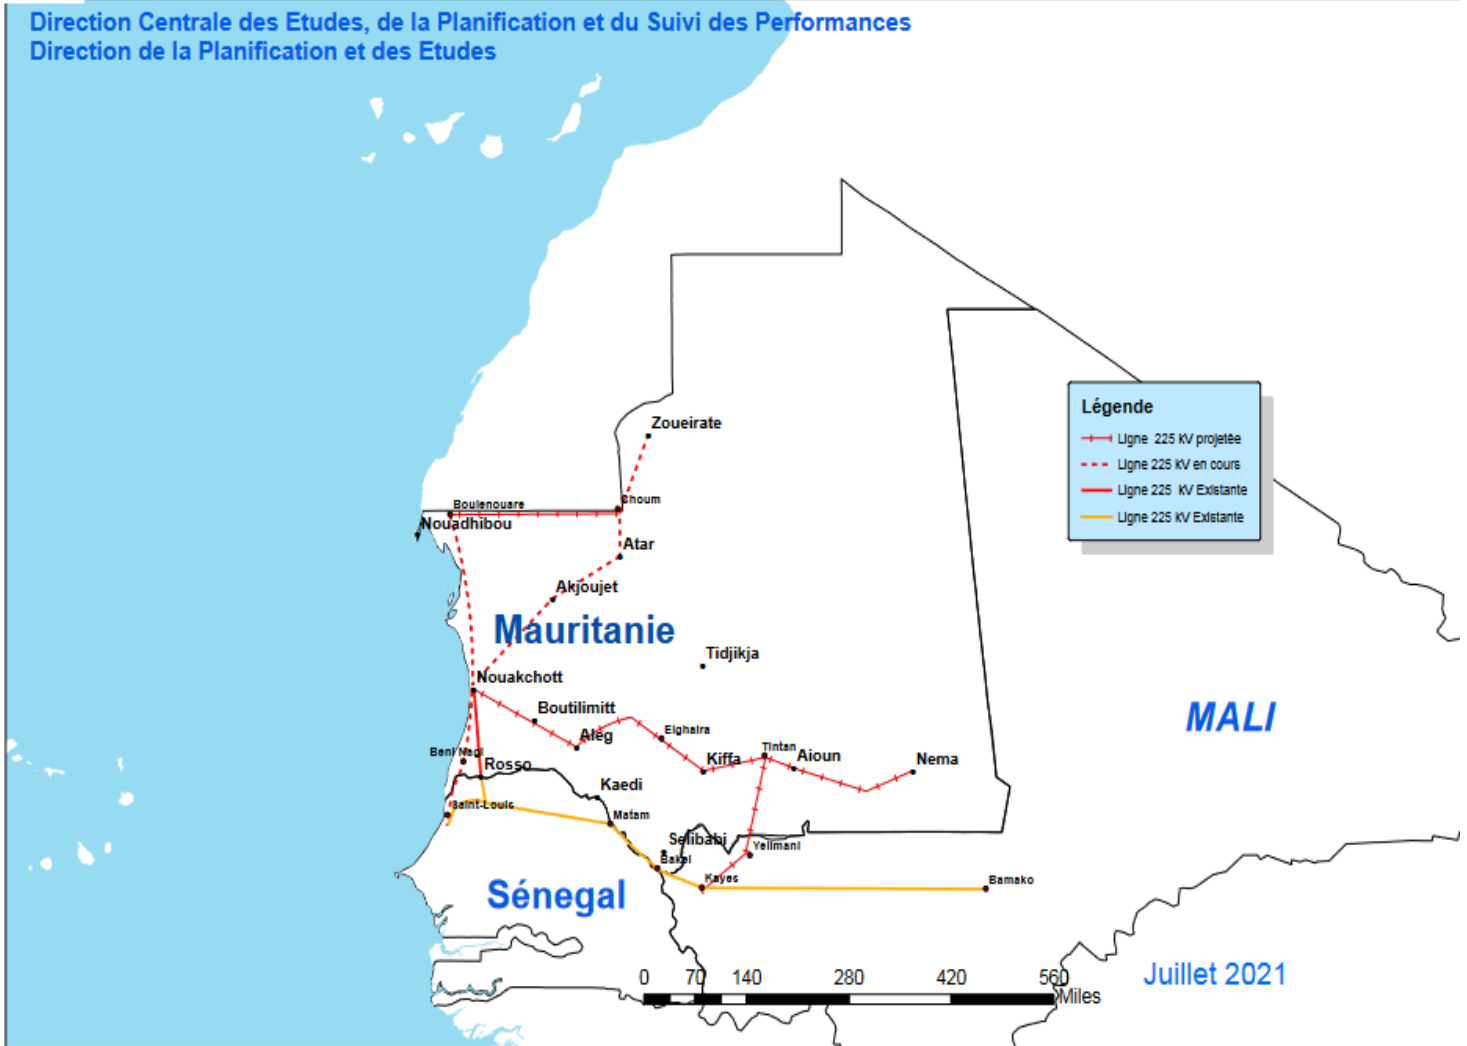 Direction Centrale des Etudes, de la Planification et du Suivi des Performances
Direction de la Planification et des Etudes
Légende
Ligne 225 kV projetée
Ligne 225 kV en cours
Ligne 225 kV Existante
Ligne 225 kV Existante
Zoueirate
Choum
Boulenouare
Nouadhibou
Atar
Akjoujet
Mauritanie
Tidjikja
Nouakchott
Boutilimitt
Aleg
Elghaira
Kiffa
Tintan
Aioun
Nema
MALI
Beni Nagi
Rosso
Kaedi
Saint-Louis
Matam
Selibabi
Yelimani
Bakel
Kayes
Bamako
Sénegal
0 70 140 280 420 560
Miles
Juillet 2021